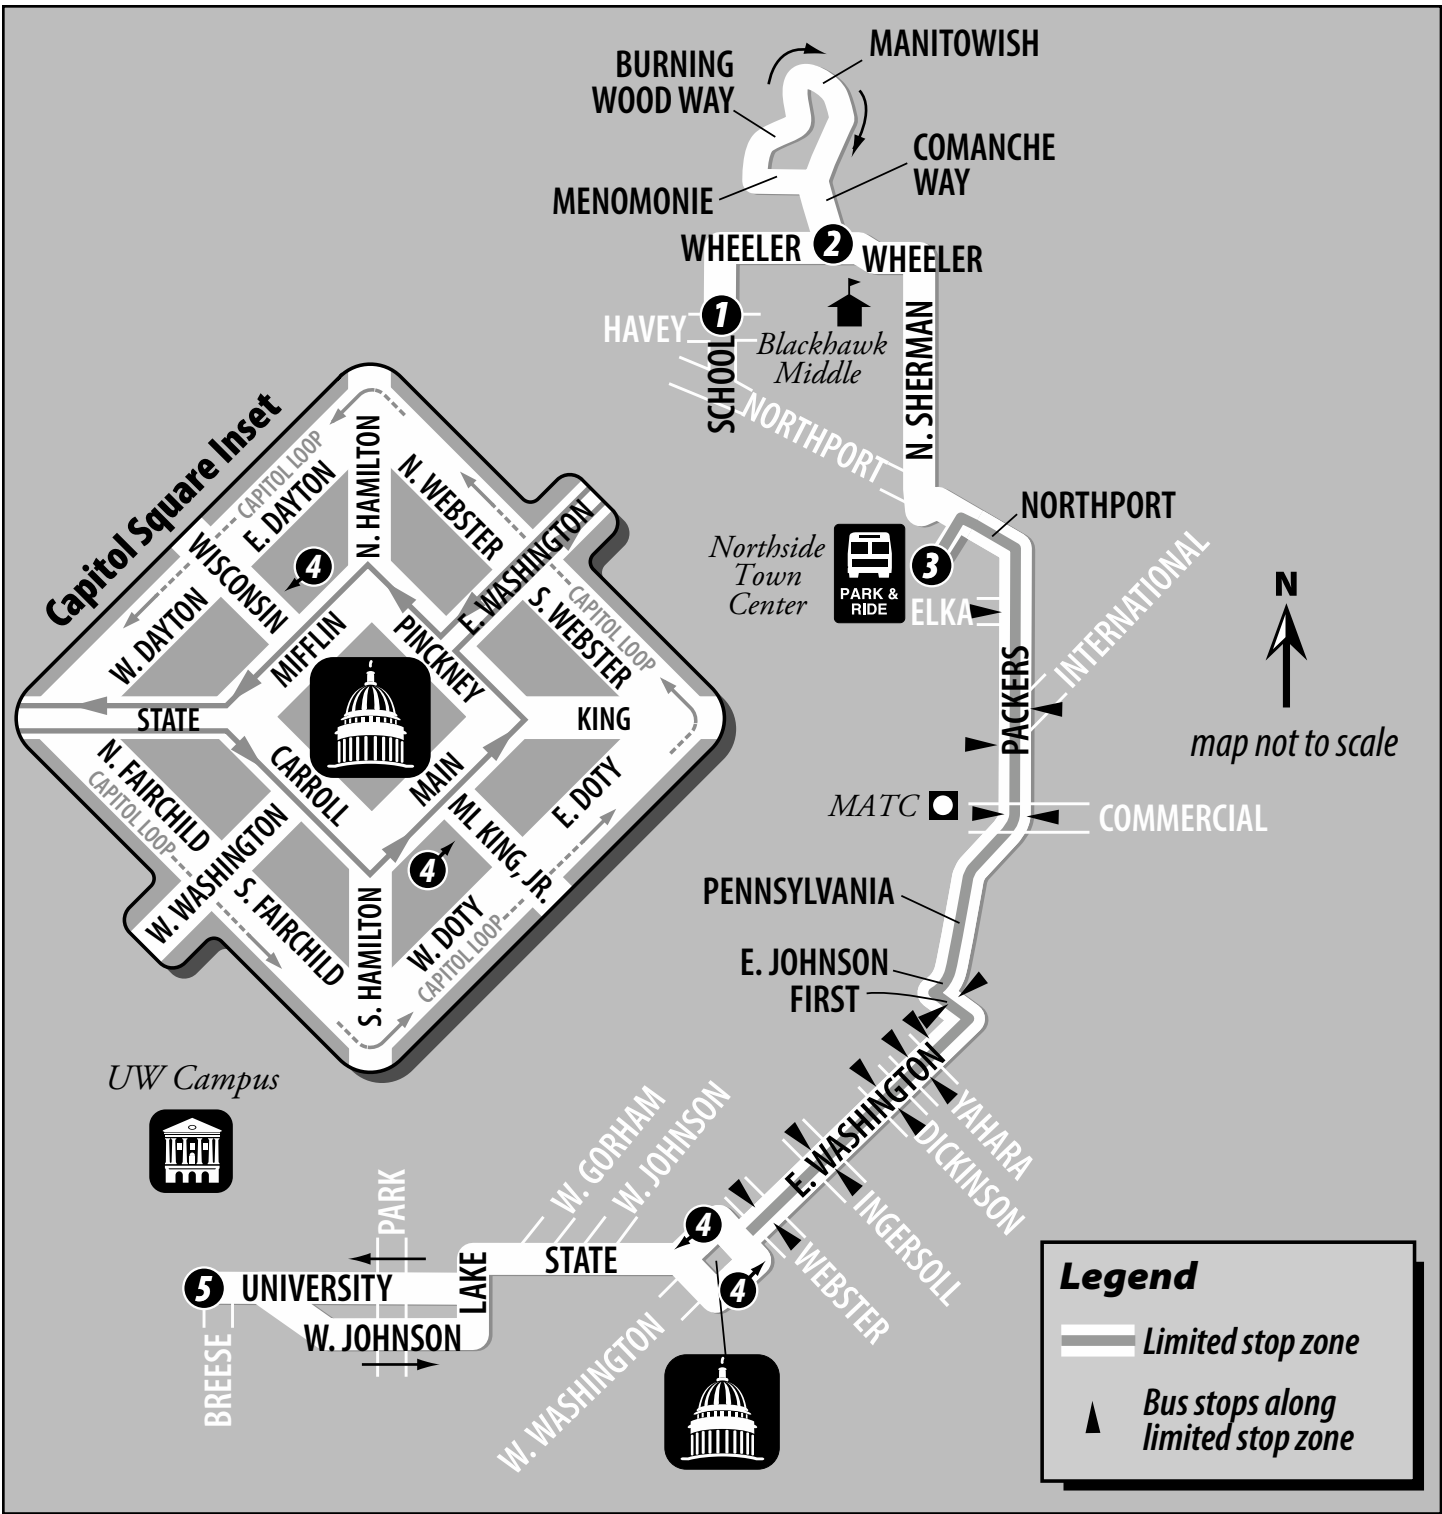 MANITOWISH
BURNING
WOOD WAY
COMANCHE
WAY
MENOMONIE
WHEELER
2
WHEELER
1
HAVEY
Blackhawk
Middle
SCHOOL
N. SHERMAN
NORTHPORT
NORTHPORT
Northside
Town
Center
PARK &
RIDE
3
ELKA
INTERNATIONAL
PACKERS
N
map not to scale
MATC
COMMERCIAL
PENNSYLVANIA
E. JOHNSON
FIRST
E. WASHINGTON
YAHARA
DICKINSON
INGERSOLL
WEBSTER
Capitol Square Inset
CAPITOL LOOP
E. DAYTON
N. HAMILTON
N. WEBSTER
E. WASHINGTON
WISCONSIN
4
W. DAYTON
MIFFLIN
PINCKNEY
S. WEBSTER
CAPITOL LOOP
STATE
KING
N. FAIRCHILD
CAPITOL LOOP
CARROLL
MAIN
E. DOTY
W. WASHINGTON
ML KING, JR.
4
S. FAIRCHILD
S. HAMILTON
W. DOTY
CAPITOL LOOP
UW Campus
W. GORHAM
W. JOHNSON
PARK
4
STATE
LAKE
4
5
UNIVERSITY
W. JOHNSON
BREESE
W. WASHINGTON
Legend
Limited stop zone
Bus stops along
limited stop zone